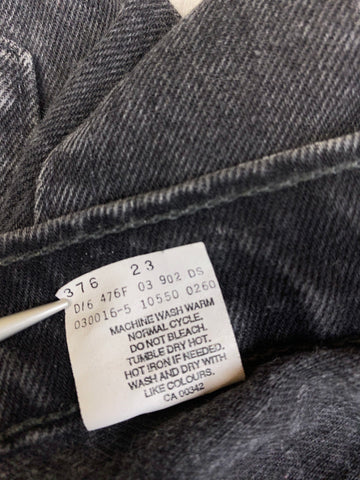 376 23
D/6 476F 03 902 DS
030016-5 10550 0260
MACHINE WASH WARM
NORMAL CYCLE.
DO NOT BLEACH.
TUMBLE DRY HOT.
HOT IRON IF NEEDED.
WASH AND DRY WITH
LIKE COLOURS.
CA 00342